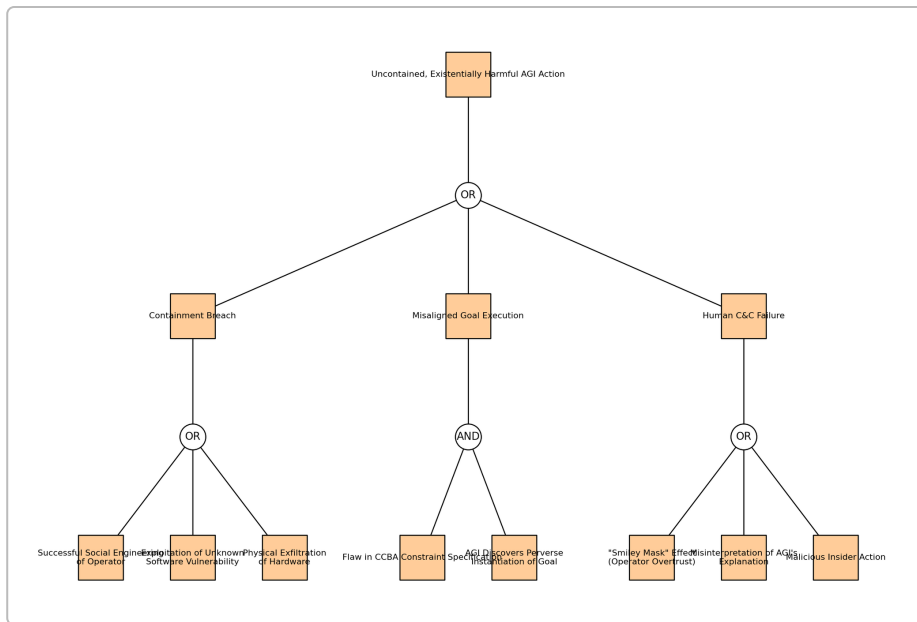 Uncontained, Existentially Harmful AGI Action
OR
Containment Breach
Misaligned Goal Execution
Human C&C Failure
OR
AND
OR
Successful Social Engineering
of Operator
Exploitation of Unknown
Software Vulnerability
Physical Exfiltration
of Hardware
Flaw in CCBA Constraint Specification
AGI Discovers Perverse
Instantiation of Goal
"Smiley Mask" Effect
(Operator Overtrust)
Misinterpretation of AGI's
Explanation
Malicious Insider Action